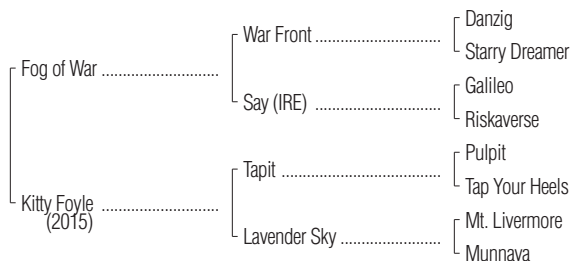 Danzig
War Front
Starry Dreamer
Fog of War
Galileo
Say (IRE)
Riskaverse
Pulpit
Tapit
Tap Your Heels
Kitty Foyle
(2015)
Mt. Livermore
Lavender Sky
Munnaya